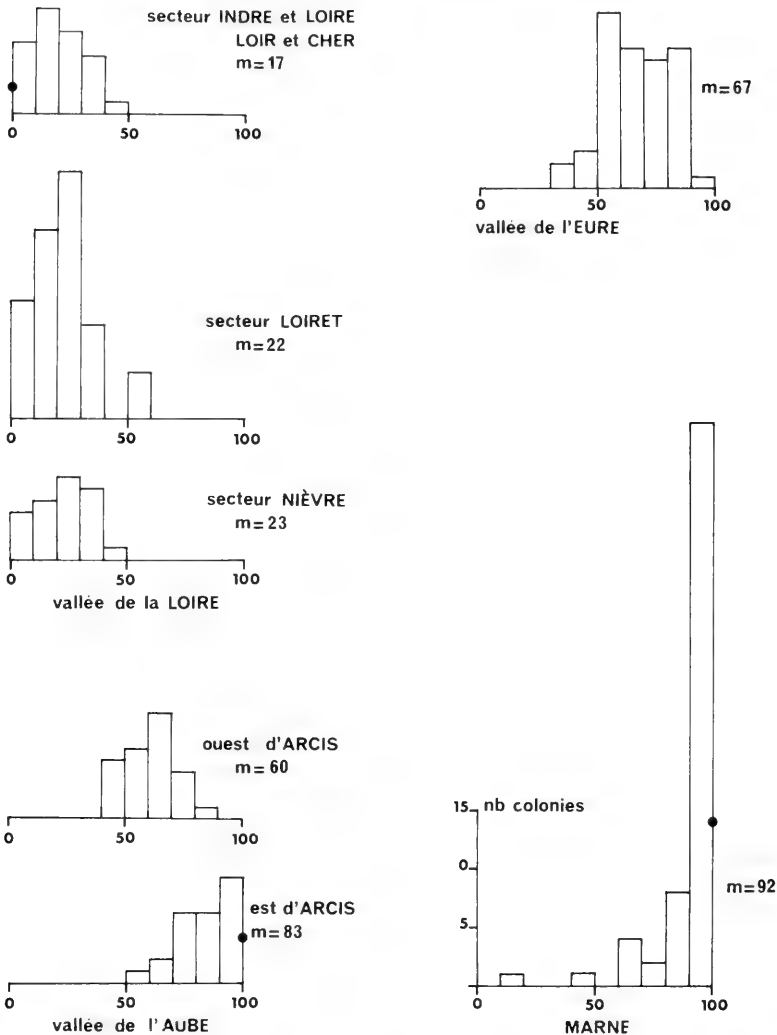 secteur INDRE et LOIRE
LOIR et CHER
m=17
0 50 100
secteur LOIRET
m=22
0 50 100
secteur NIÈVRE
m=23
0 50 100
vallée de la LOIRE
ouest d'ARCIS
m=60
0 50 100
est d'ARCIS
m=83
0 50 100
vallée de l'AUBE
m=67
0 50 100
vallée de l'EURE
15 nb colonies
0
5
m=92
0 50 100
MARNE